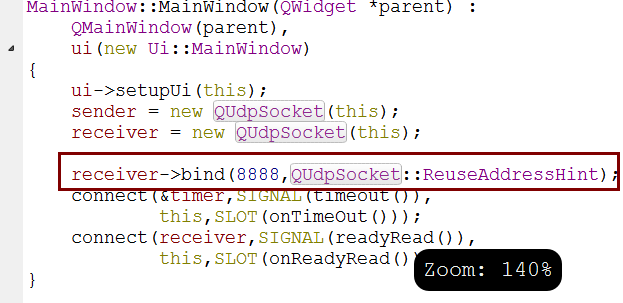 MainWindow::MainWindow(QWidget *parent) :
QMainWindow(parent),
ui(new Ui::MainWindow)
{
ui->setupUi(this);
sender = new QUdpSocket(this);
receiver = new QUdpSocket(this);
receiver->bind(8888,QUdpSocket::ReuseAddressHint);
connect(&timer,SIGNAL(timeout()),
this,SLOT(onTimeOut()));
connect(receiver,SIGNAL(readyRead()),
this,SLOT(onReadyRead()
}
Zoom: 140%